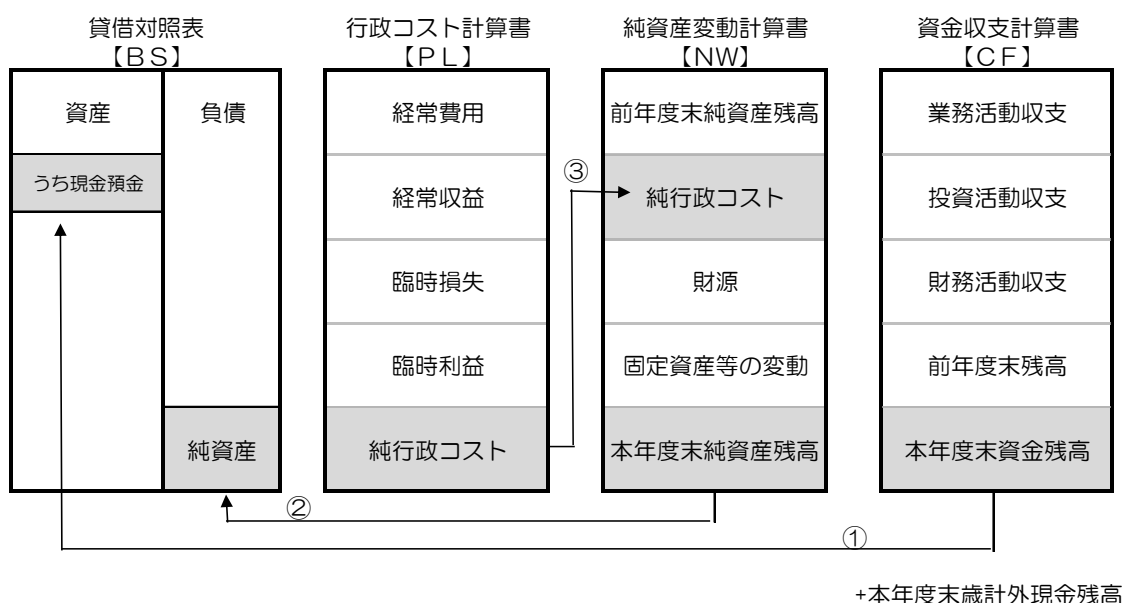 貸借対照表
【ＢＳ】
資産
負債
うち現金預金
純資産
行政コスト計算書
【ＰＬ】
経常費用
経常収益
臨時損失
臨時利益
純行政コスト
純資産変動計算書
【NW】
前年度末純資産残高
純行政コスト
財源
固定資産等の変動
本年度末純資産残高
資金収支計算書
【ＣＦ】
業務活動収支
投資活動収支
財務活動収支
前年度末残高
本年度末資金残高
③
②
①
+本年度末歳計外現金残高